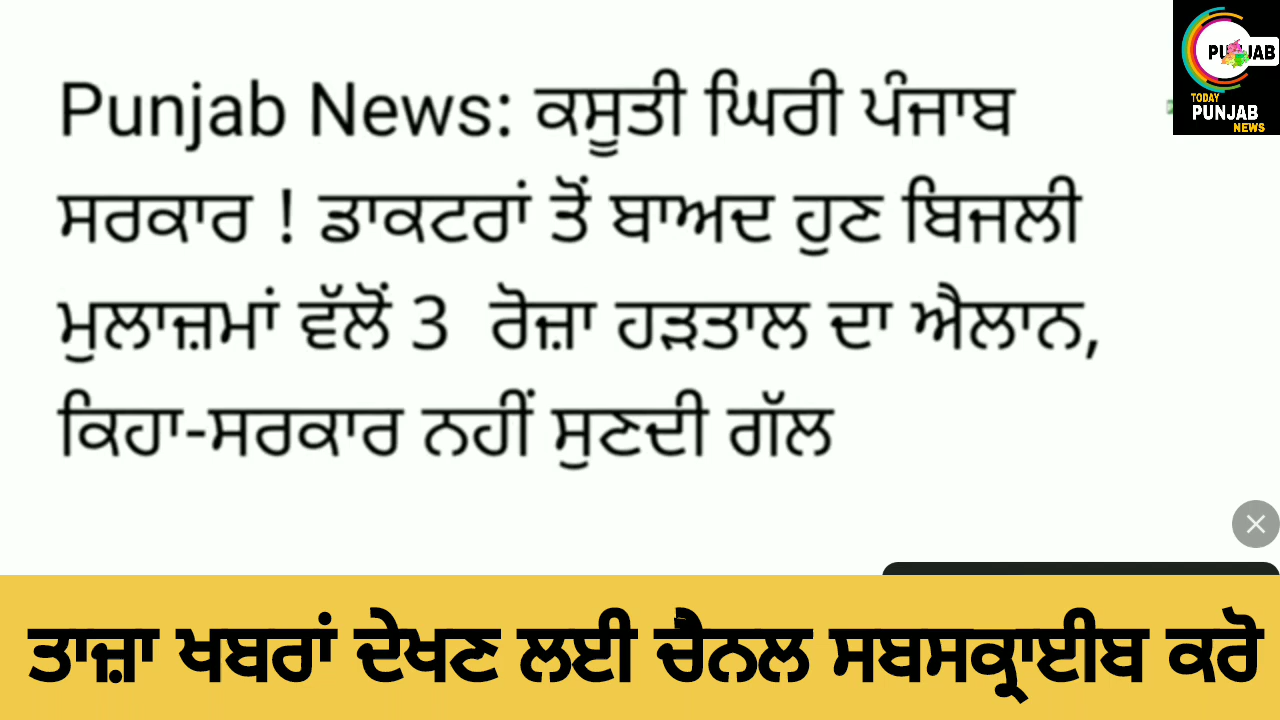 PUNJAB
TODAY
PUNJAB
NEWS
Punjab News: ਕਸੂਤੀ ਘਿਰੀ ਪੰਜਾਬ
ਸਰਕਾਰ ! ਡਾਕਟਰਾਂ ਤੋਂ ਬਾਅਦ ਹੁਣ ਬਿਜਲੀ
ਮੁਲਾਜ਼ਮਾਂ ਵੱਲੋਂ 3 ਰੋਜ਼ਾ ਹੜਤਾਲ ਦਾ ਐਲਾਨ,
ਕਿਹਾ-ਸਰਕਾਰ ਨਹੀਂ ਸੁਣਦੀ ਗੱਲ
ਤਾਜ਼ਾ ਖਬਰਾਂ ਦੇਖਣ ਲਈ ਚੈਨਲ ਸਬਸਕ੍ਰਾਈਬ ਕਰੋ